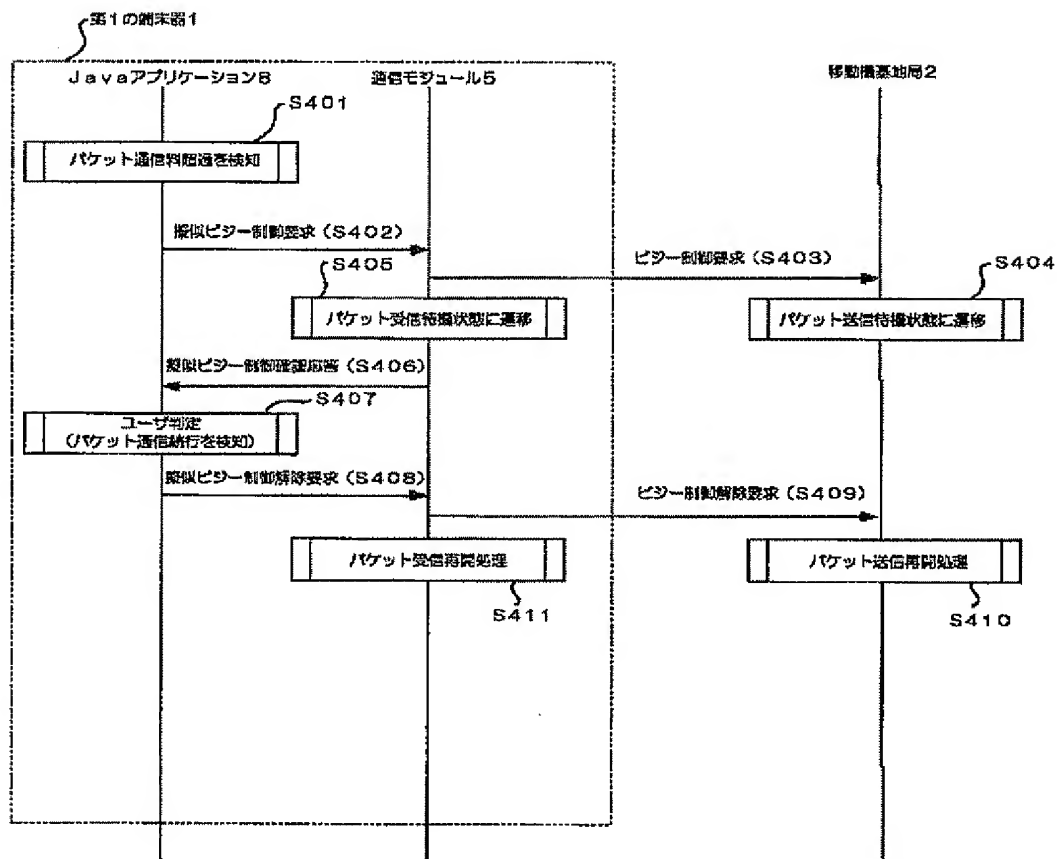 第1の端末器1
Javaアプリケーション8
通信モジュール5
移動機基地局2
S401
パケット通信料超過を検知
擬似ビジー制御要求(S402)
S405
ビジー制御要求(S403)
S404
パケット受信待機状態に遷移
パケット送信待機状態に遷移
擬似ビジー制御確認応答(S406)
S407
ユーザ判定
(パケット通信続行を検知)
擬似ビジー制御解除要求(S408)
ビジー制御解除要求(S409)
パケット受信再開処理
パケット送信再開処理
S411
S410